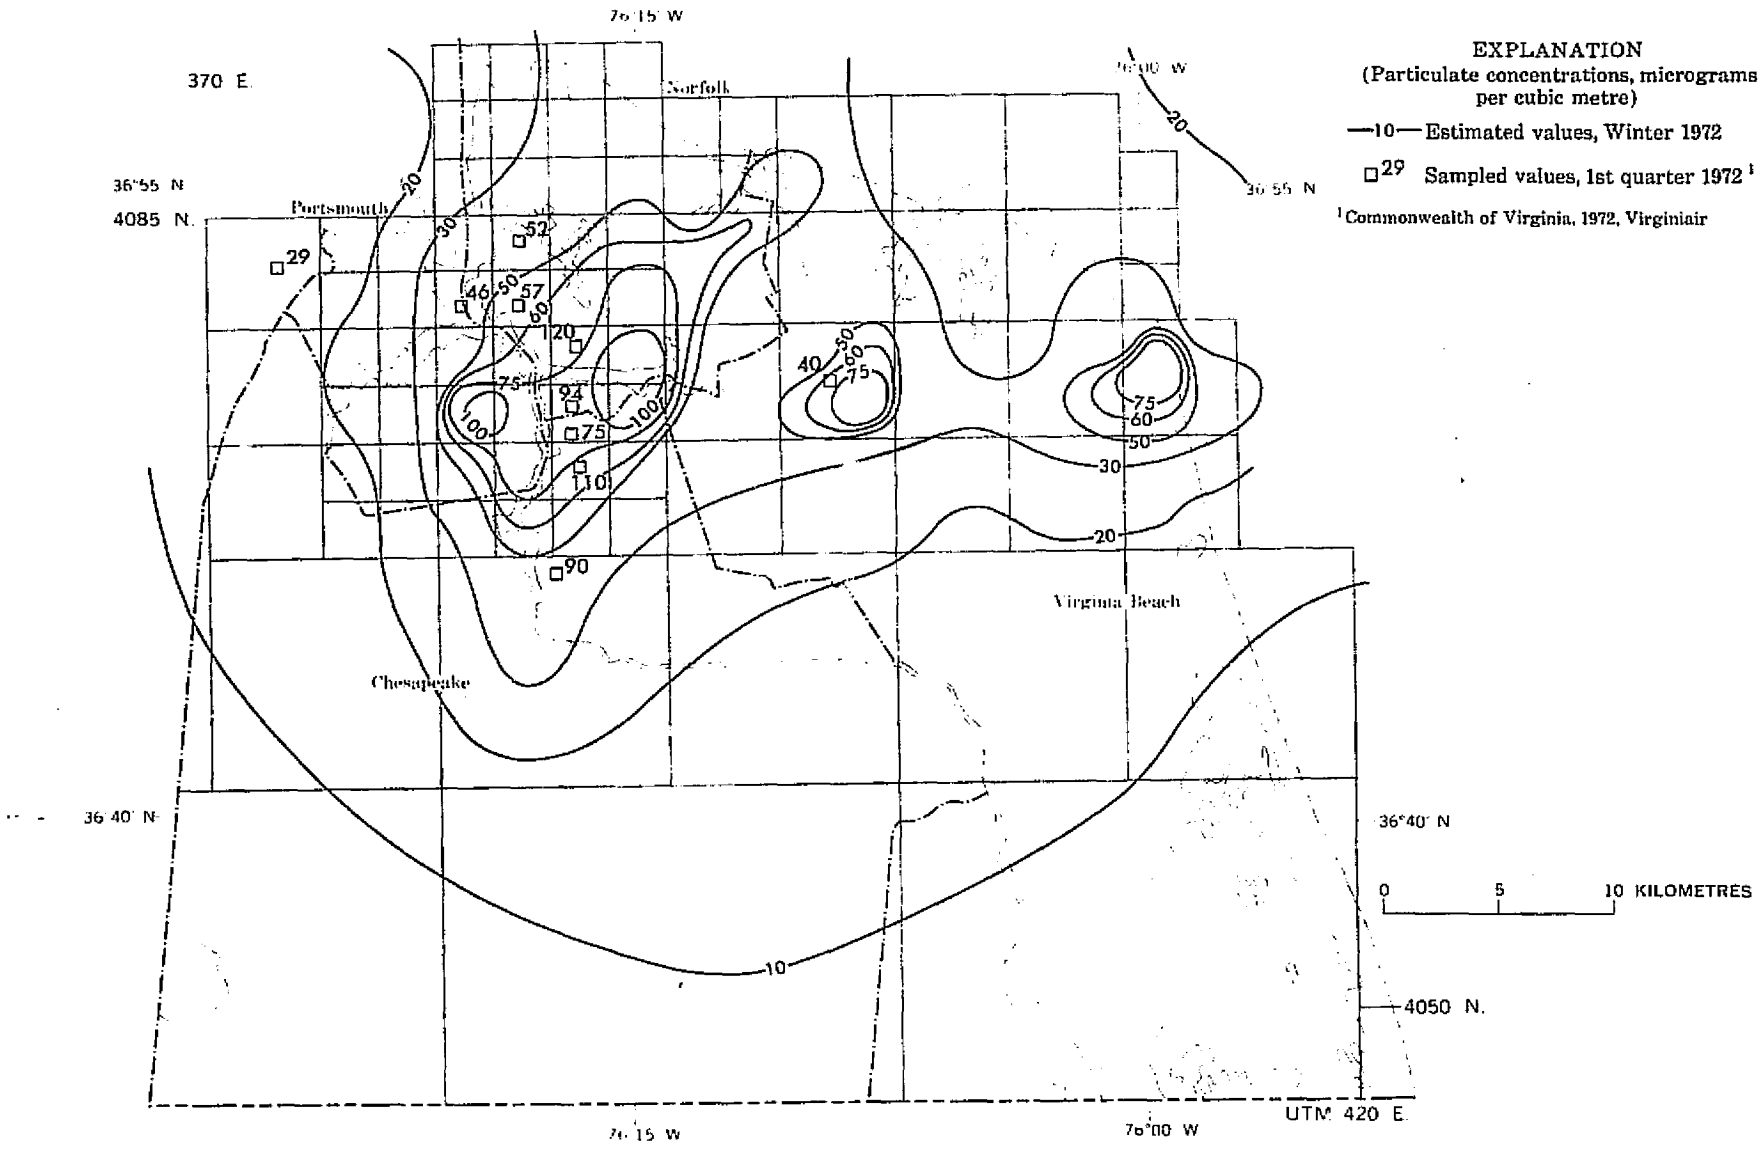 76°15' W
EXPLANATION
(Particulate concentrations, micrograms
per cubic metre)
—10— Estimated values, Winter 1972
□29 Sampled values, 1st quarter 1972 1
1 Commonwealth of Virginia, 1972, Virginiair
370 E.
Norfolk
76°00' W
20
20
36°55' N
36°55' N
Portsmouth
4085 N.
30
52
29
50
46
57
60
120
50
60
40
75
75
94
100
100
75
75
60
50
30
110
20
90
Virginia Beach
Chesapeake
36°40' N
36°40' N
0 5 10 KILOMETRES
10
4050 N.
UTM 420 E.
76°15' W
76°00' W